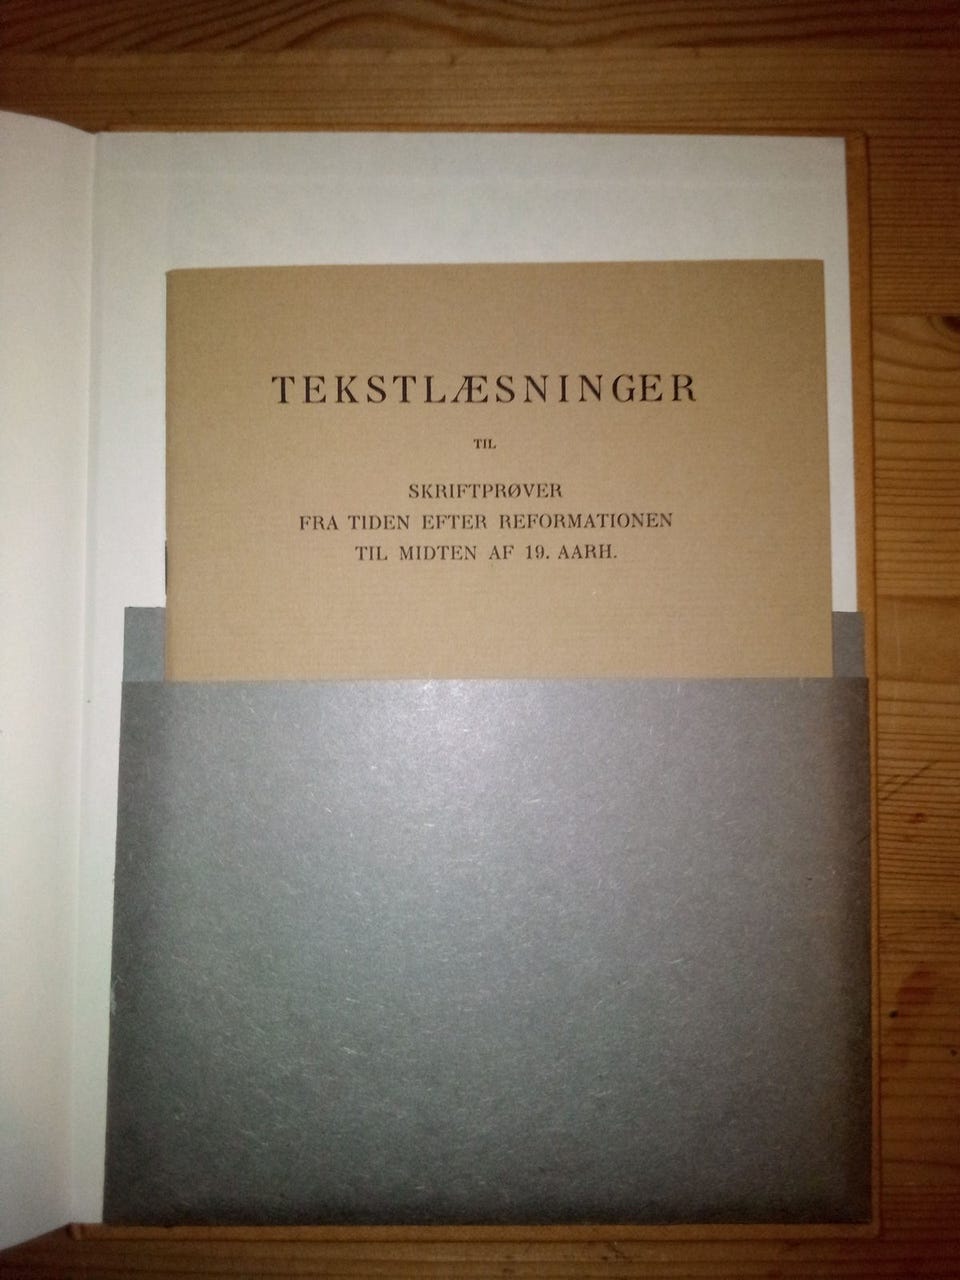 TEKSTLÆSNINGER
TIL
SKRIFTPRØVER
FRA TIDEN EFTER REFORMATIONEN
TIL MIDTEN AF 19. AARH.